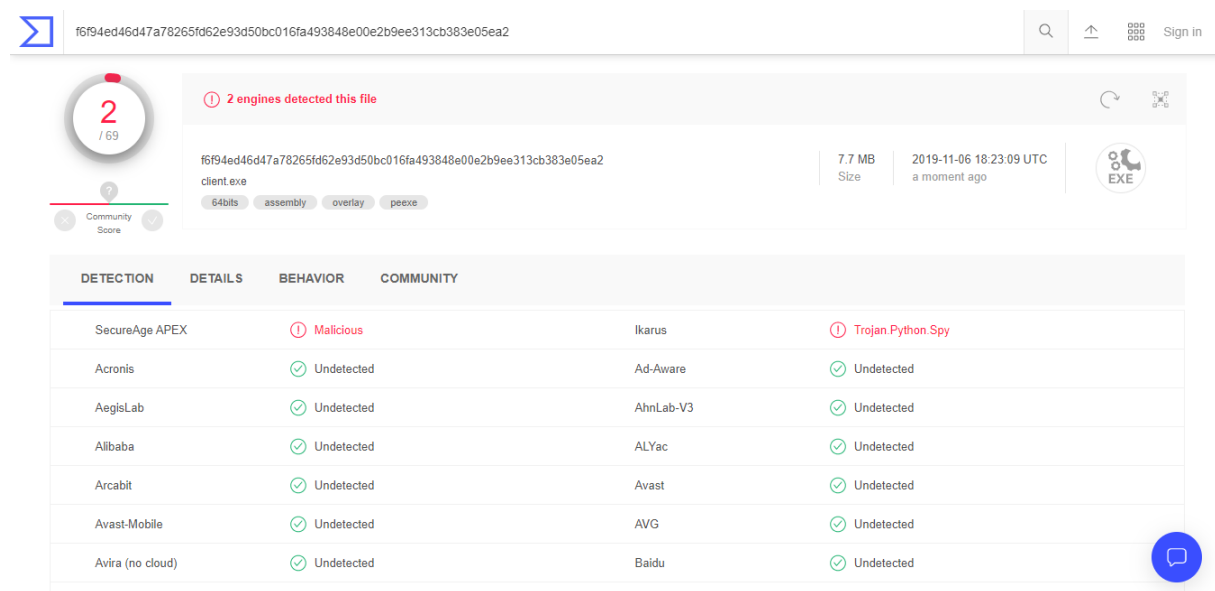 f6f94ed46d47a78265fd62e93d50bc016fa493848e00e2b9ee313cb383e05ea2 Sign in
2 engines detected this file
2
/ 69
f6f94ed46d47a78265fd62e93d50bc016fa493848e00e2b9ee313cb383e05ea2
client.exe
64bits assembly overlay peexe
7.7 MB
Size
2019-11-06 18:23:09 UTC
a moment ago
EXE
?
Community
Score
DETECTION DETAILS BEHAVIOR COMMUNITY
SecureAge APEX Malicious Ikarus Trojan.Python.Spy
Acronis Undetected Ad-Aware Undetected
AegisLab Undetected AhnLab-V3 Undetected
Alibaba Undetected ALYac Undetected
Arcabit Undetected Avast Undetected
Avast-Mobile Undetected AVG Undetected
Avira (no cloud) Undetected Baidu Undetected